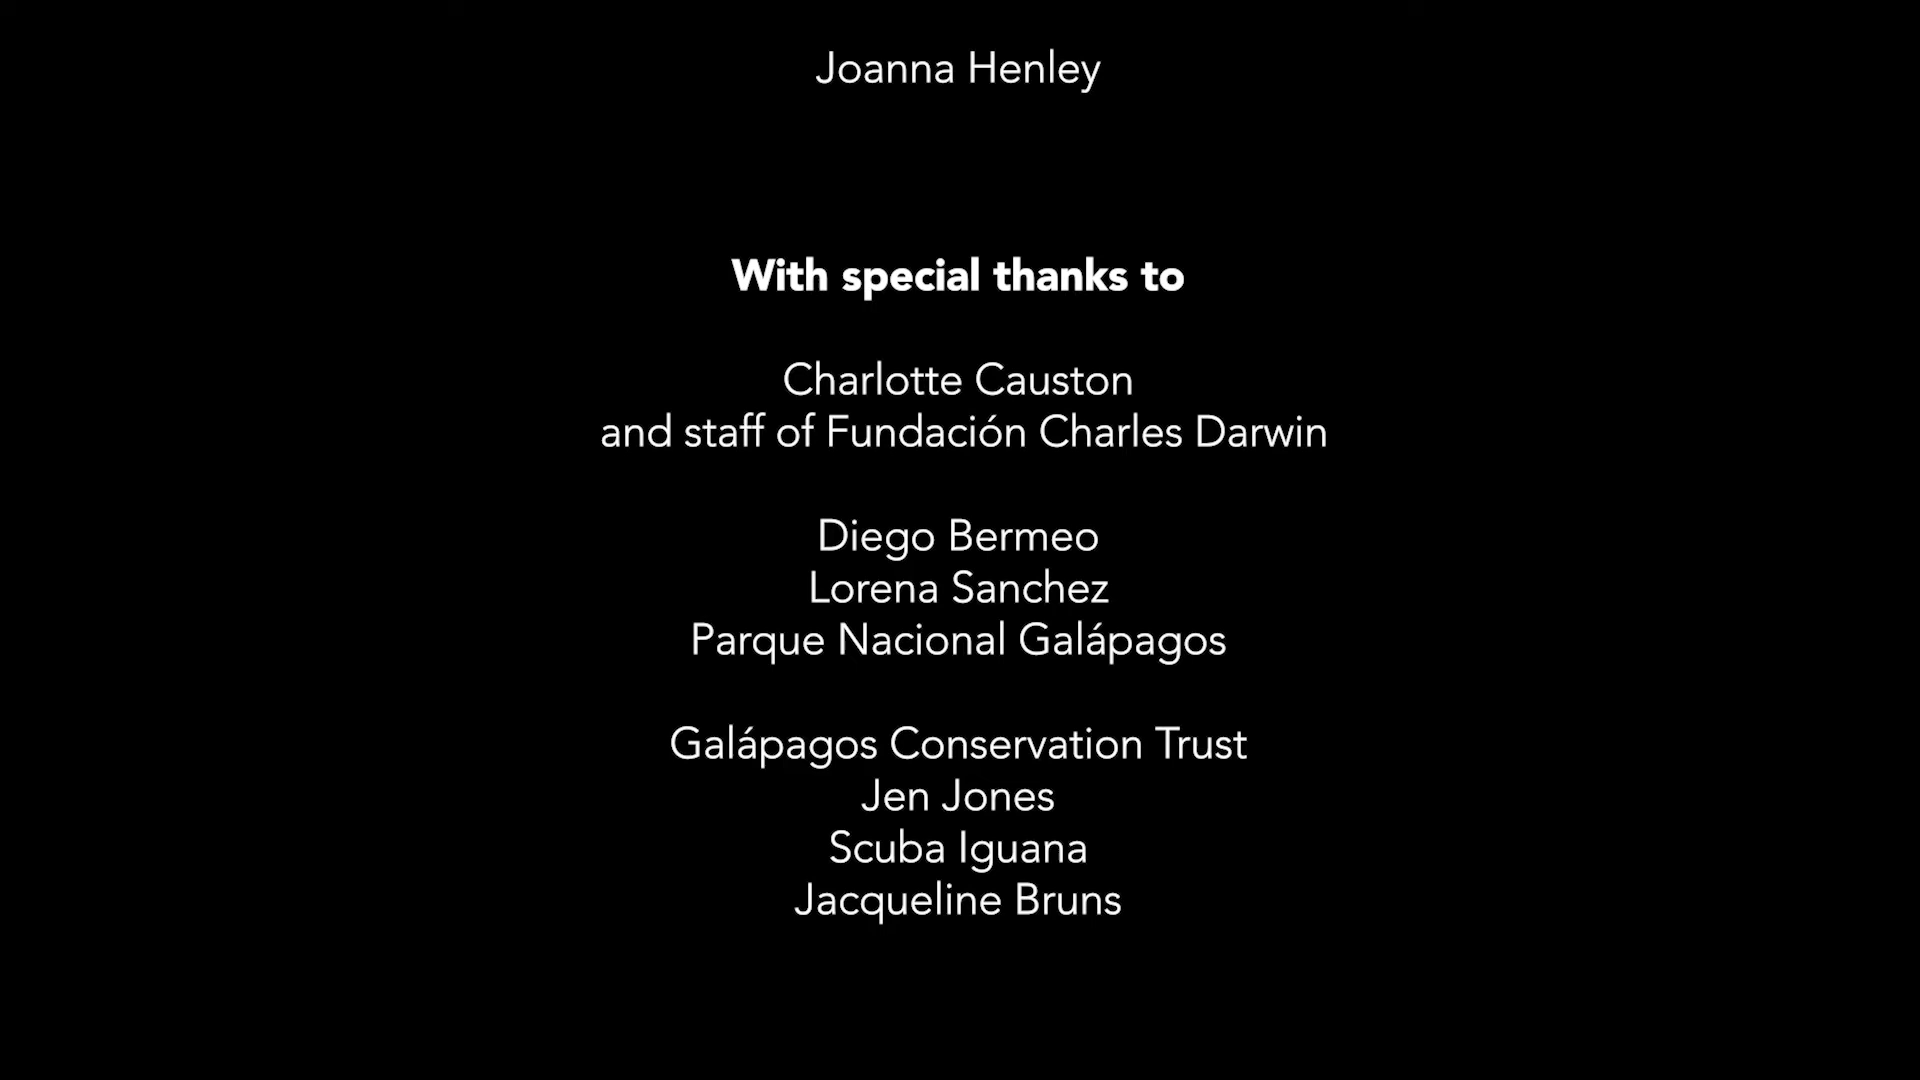 Joanna Henley
With special thanks to
Charlotte Causton
and staff of Fundación Charles Darwin
Diego Bermeo
Lorena Sanchez
Parque Nacional Galápagos
Galápagos Conservation Trust
Jen Jones
Scuba Iguana
Jacqueline Bruns